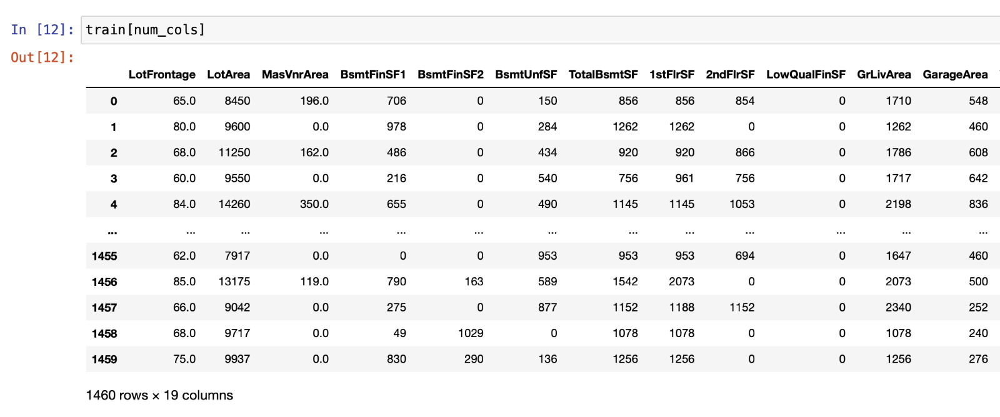 In [12]: train[num_cols]
Out[12]:
LotFrontage LotArea MasVnrArea BsmtFinSF1 BsmtFinSF2 BsmtUnfSF TotalBsmtSF 1stFlrSF 2ndFlrSF LowQualFinSF GrLivArea GarageArea
0 65.0 8450 196.0 706 0 150 856 856 854 0 1710 548
1 80.0 9600 0.0 978 0 284 1262 1262 0 0 1262 460
2 68.0 11250 162.0 486 0 434 920 920 866 0 1786 608
3 60.0 9550 0.0 216 0 540 756 961 756 0 1717 642
4 84.0 14260 350.0 655 0 490 1145 1145 1053 0 2198 836
... ... ... ... ... ... ... ... ... ... ... ... ...
1455 62.0 7917 0.0 0 0 953 953 953 694 0 1647 460
1456 85.0 13175 119.0 790 163 589 1542 2073 0 0 2073 500
1457 66.0 9042 0.0 275 0 877 1152 1188 1152 0 2340 252
1458 68.0 9717 0.0 49 1029 0 1078 1078 0 0 1078 240
1459 75.0 9937 0.0 830 290 136 1256 1256 0 0 1256 276
1460 rows × 19 columns